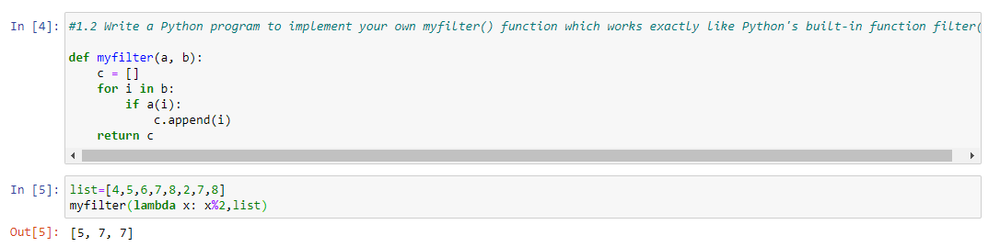 In [4]: #1.2 Write a Python program to implement your own myfilter() function which works exactly like Python's built-in function filter(
def myfilter(a, b):
    c = []
    for i in b:
        if a(i):
            c.append(i)
    return c
In [5]: list=[4,5,6,7,8,2,7,8]
myfilter(lambda x: x%2,list)
Out[5]: [5, 7, 7]